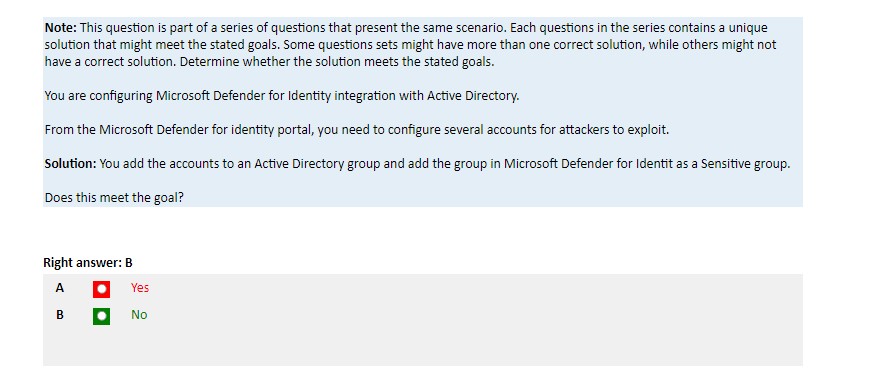 Note: This question is part of a series of questions that present the same scenario. Each questions in the series contains a unique
solution that might meet the stated goals. Some questions sets might have more than one correct solution, while others might not
have a correct solution. Determine whether the solution meets the stated goals.
You are configuring Microsoft Defender for Identity integration with Active Directory.
From the Microsoft Defender for identity portal, you need to configure several accounts for attackers to exploit.
Solution: You add the accounts to an Active Directory group and add the group in Microsoft Defender for Identit as a Sensitive group.
Does this meet the goal?
Right answer: B
A Yes
B No